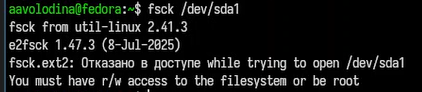 aavolodina@fedora:~$ fsck /dev/sda1
fsck from util-linux 2.41.3
e2fsck 1.47.3 (8-Jul-2025)
fsck.ext2: Отказано в доступе while trying to open /dev/sda1
You must have r/w access to the filesystem or be root